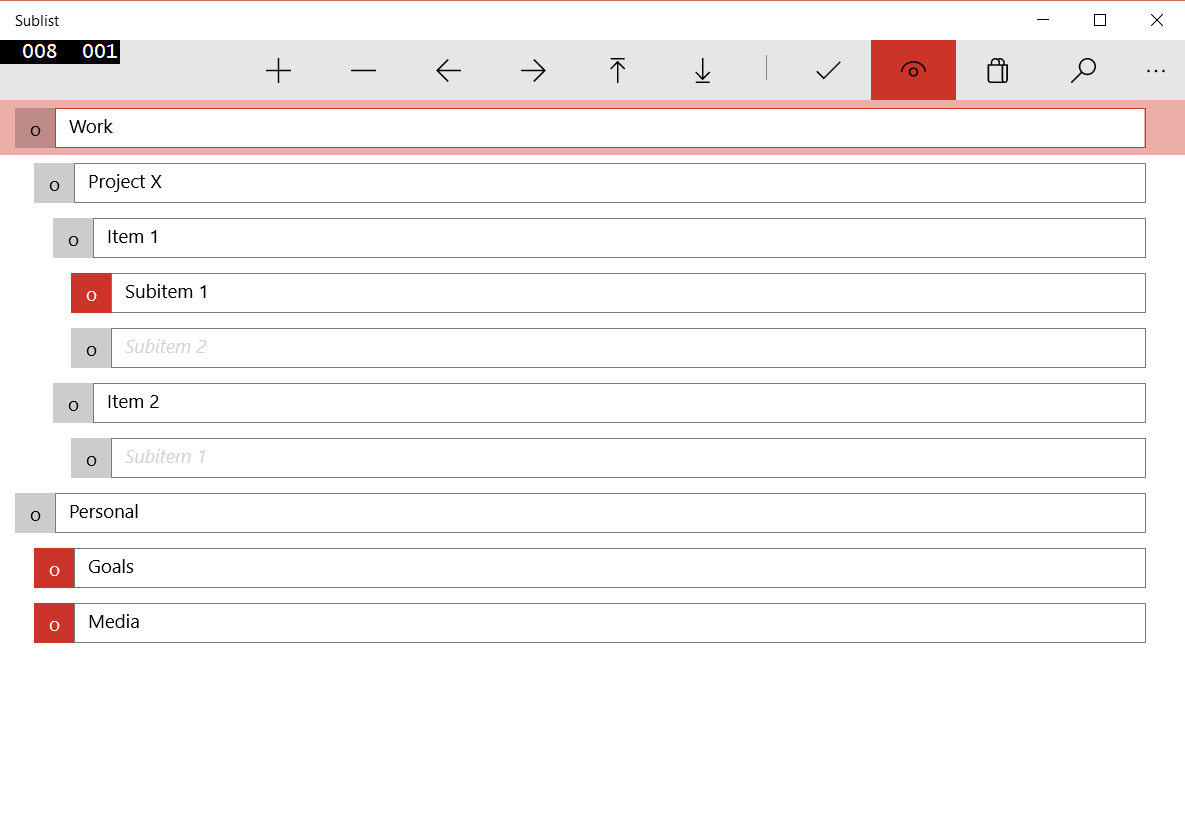 Sublist
008 001
o Work
o Project X
o Item 1
o Subitem 1
o Subitem 2
o Item 2
o Subitem 1
o Personal
o Goals
o Media